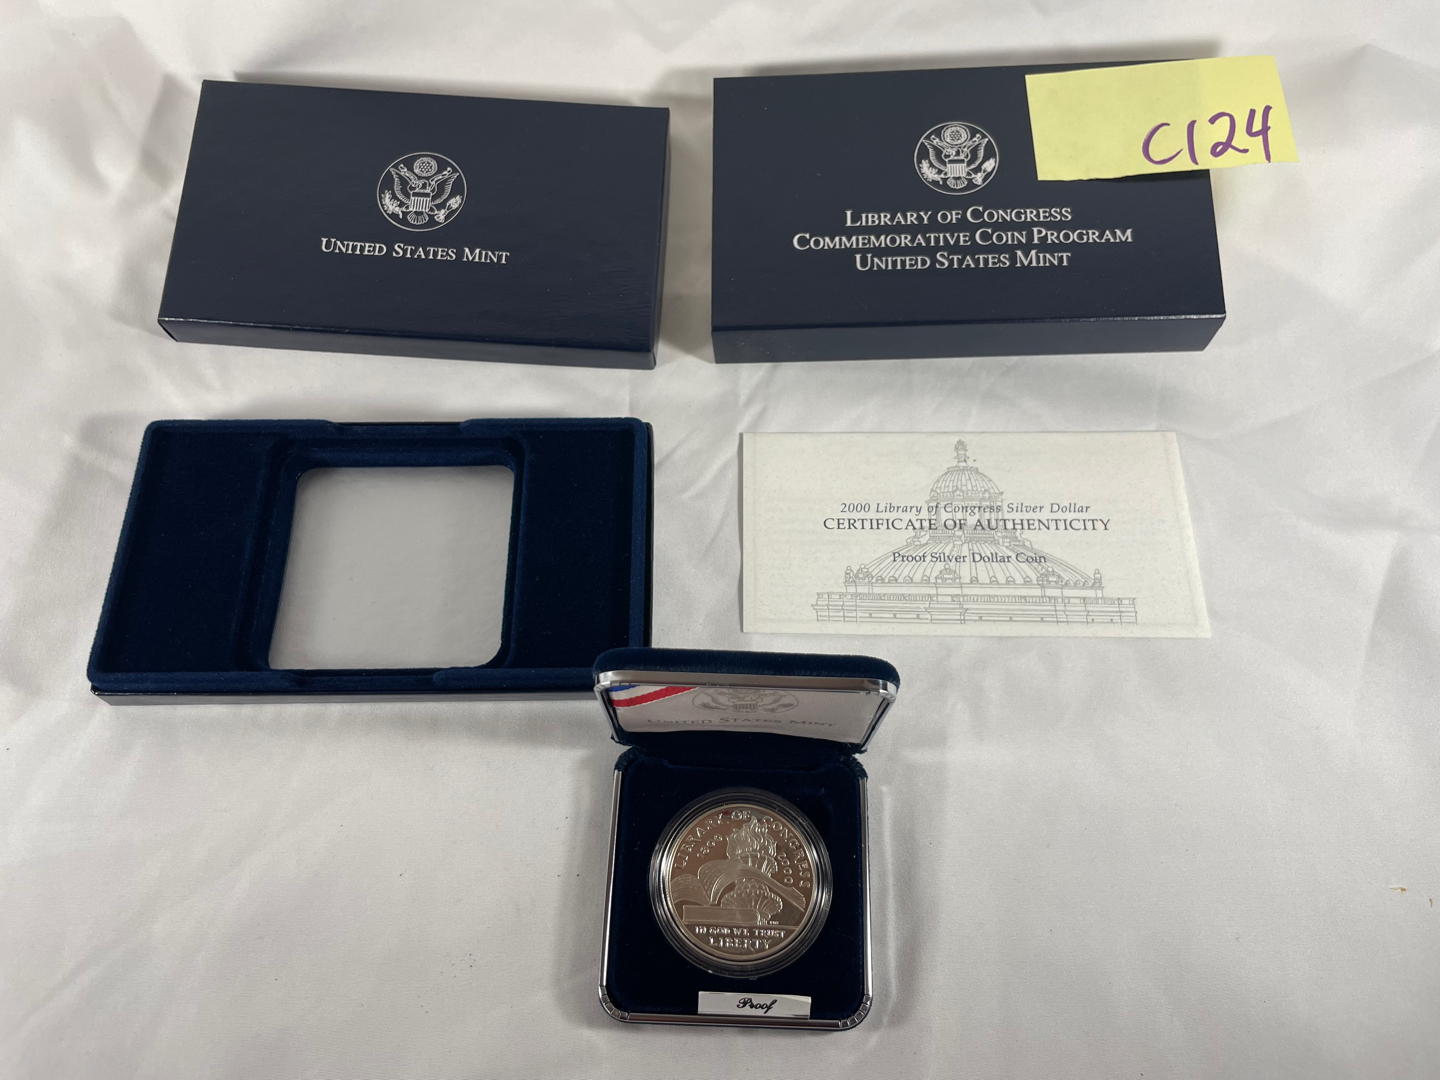 UNITED STATES MINT
LIBRARY OF CONGRESS
COMMEMORATIVE COIN PROGRAM
UNITED STATES MINT
C124
2000 Library of Congress Silver Dollar
CERTIFICATE OF AUTHENTICITY
Proof Silver Dollar Coin
UNITED STATES MINT
LIBRARY OF CONGRESS
1800 2000
IN GOD WE TRUST
LIBERTY
Proof